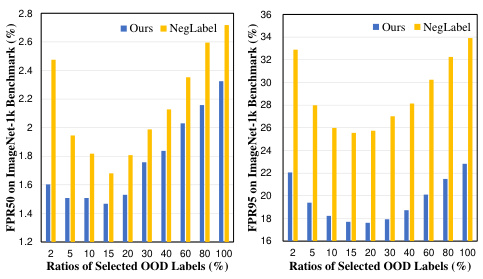 FPR50 on ImageNet-1k Benchmark (%)
2.8
2.6
2.4
2.2
2
1.8
1.6
1.4
1.2
Ours NegLabel
2 5 10 15 20 30 40 60 80 100
Ratios of Selected OOD Labels (%)
FPR95 on ImageNet-1k Benchmark (%)
36
34
32
30
28
26
24
22
20
18
16
Ours NegLabel
2 5 10 15 20 30 40 60 80 100
Ratios of Selected OOD Labels (%)